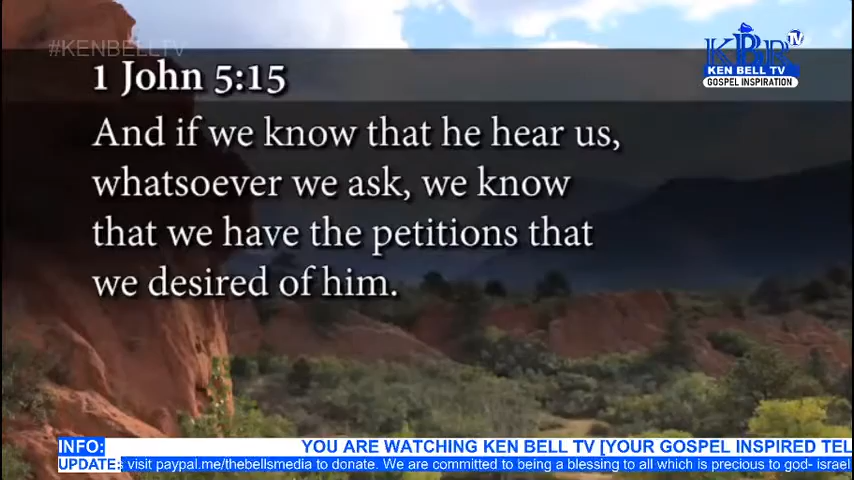 #KENBELLTV
KBR TV
KEN BELL TV
GOSPEL INSPIRATION
1 John 5:15
And if we know that he hear us,
whatsoever we ask, we know
that we have the petitions that
we desired of him.
INFO: YOU ARE WATCHING KEN BELL TV [YOUR GOSPEL INSPIRED TEL
UPDATE: s visit paypal.me/thebellsmedia to donate. We are committed to being a blessing to all which is precious to god- israel